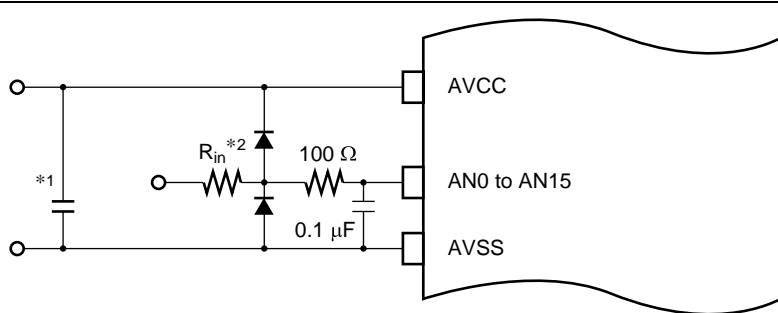 AVCC
*1
Rin*2
100 Ω
AN0 to AN15
0.1 μF
AVSS